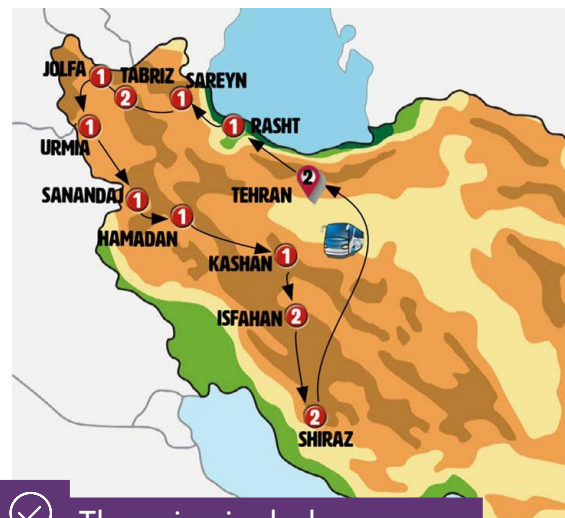 JOLFA
1
TABRIZ
2
SAREYN
1
1
RASHT
1
URMIA
2
TEHRAN
SANANDAJ
1
1
HAMADAN
KASHAN
1
ISFAHAN
2
2
SHIRAZ